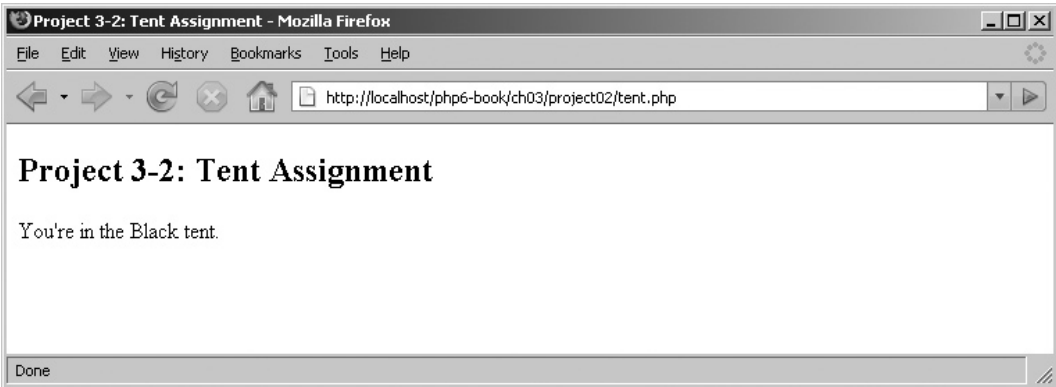 Project 3-2: Tent Assignment - Mozilla Firefox
File Edit View History Bookmarks Tools Help
http://localhost/php6-book/ch03/project02/tent.php
Project 3-2: Tent Assignment
You're in the Black tent.
Done